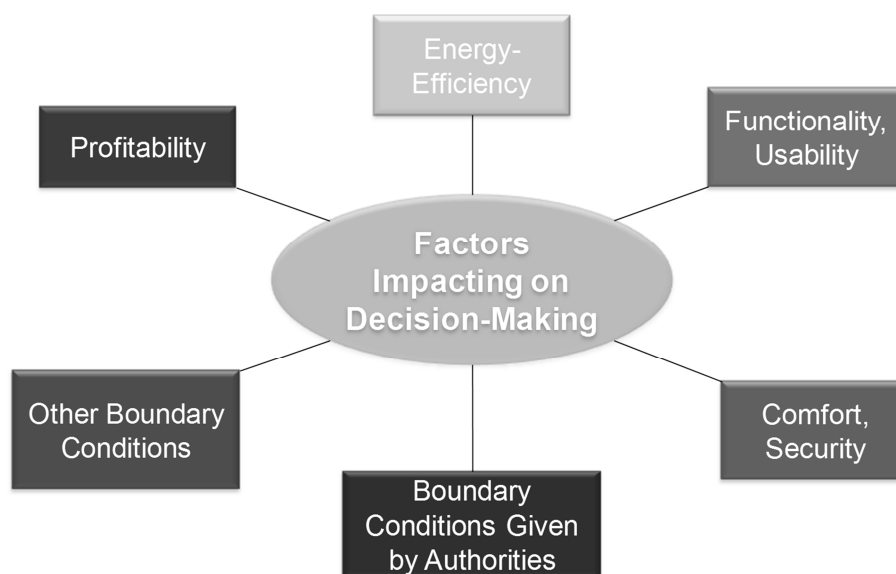 Energy-
Efficiency
Profitability
Functionality,
Usability
Factors
Impacting on
Decision-Making
Other Boundary
Conditions
Comfort,
Security
Boundary
Conditions Given
by Authorities